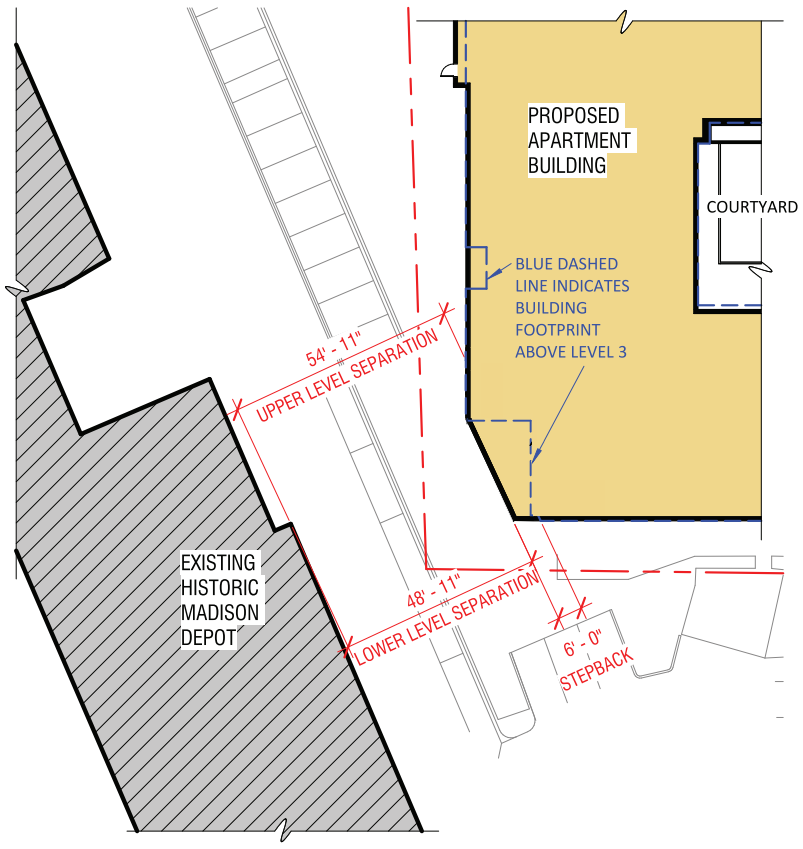 PROPOSED
APARTMENT
BUILDING
COURTYARD
BLUE DASHED
LINE INDICATES
BUILDING
FOOTPRINT
ABOVE LEVEL 3
54' - 11"
UPPER LEVEL SEPARATION
EXISTING
HISTORIC
MADISON
DEPOT
48' - 11"
LOWER LEVEL SEPARATION
6' - 0"
STEPBACK